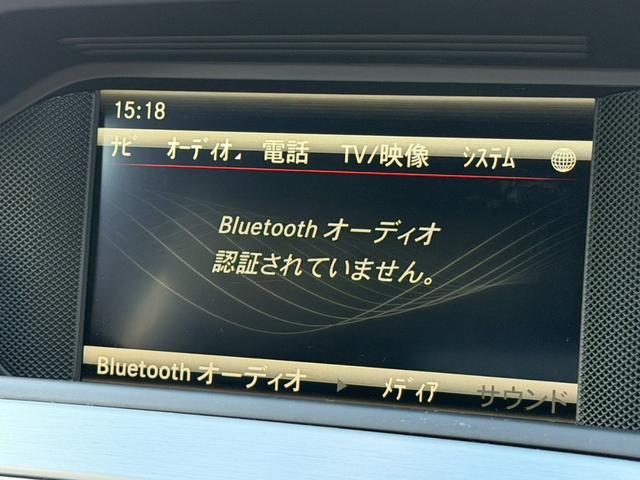 15:18
ナビ オーディオ 電話 TV/映像 システム
Bluetooth オーディオ
認証されていません。
Bluetooth オーディオ メディア サウンド